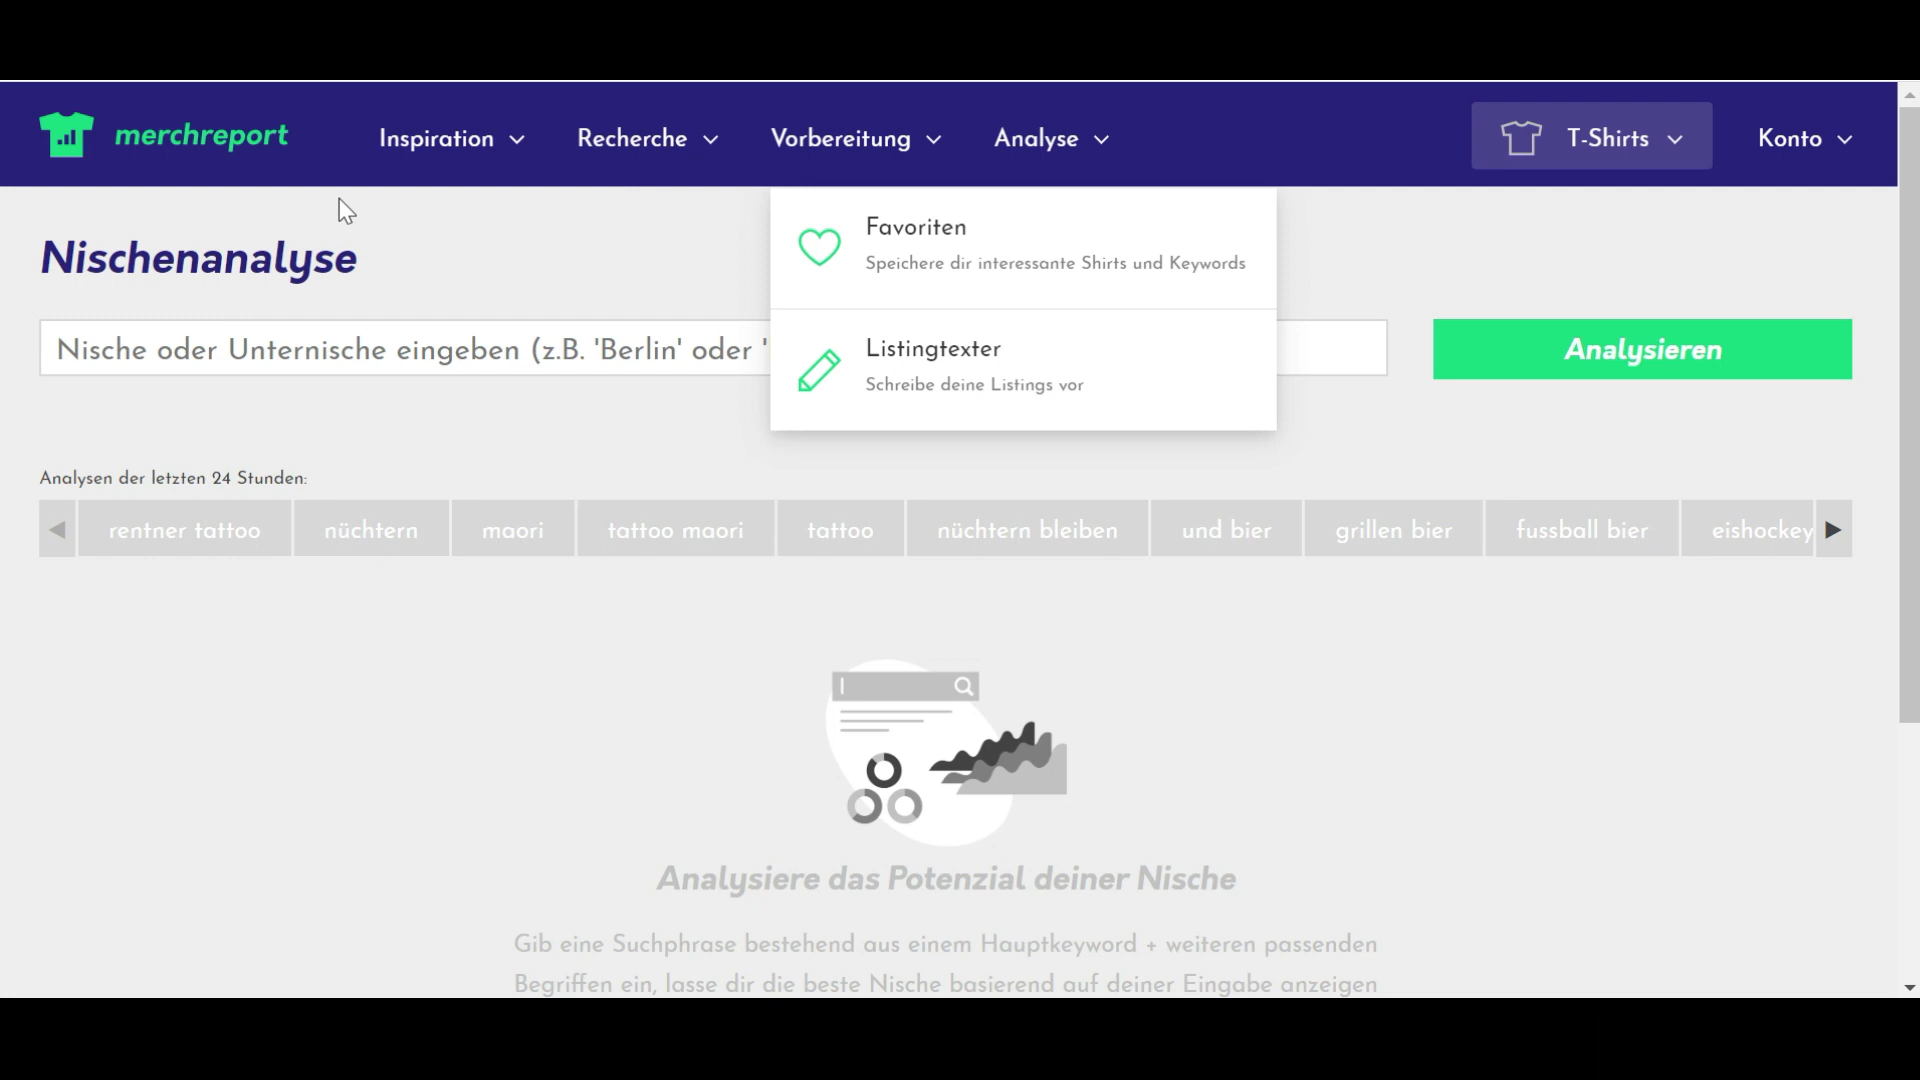 merchreport
Inspiration
Recherche
Vorbereitung
Analyse
T-Shirts
Konto
Nischenanalyse
Favoriten
Speichere dir interessante Shirts und Keywords
Nische oder Unternische eingeben (z.B. 'Berlin' oder '
Listingtexter
Schreibe deine Listings vor
Analysieren
Analysen der letzten 24 Stunden:
rentner tattoo
nüchtern
maori
tattoo maori
tattoo
nüchtern bleiben
und bier
grillen bier
fussball bier
eishockey
Analysiere das Potenzial deiner Nische
Gib eine Suchphrase bestehend aus einem Hauptkeyword + weiteren passenden
Begriffen ein, lasse dir die beste Nische basierend auf deiner Eingabe anzeigen